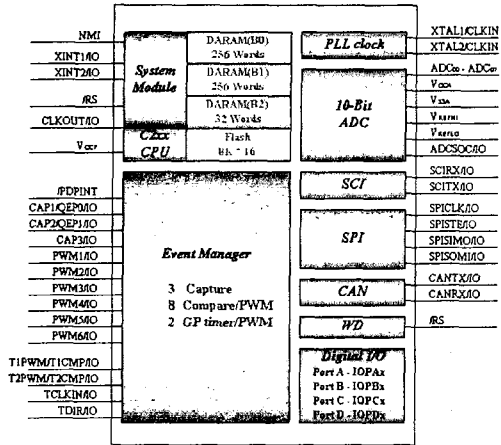 NMI
XINT1/IO
XINT2/IO
/RS
CLKOUT/IO
/PDPINT
CAP1/QEP0/IO
CAP2/QEP1/IO
CAP3/IO
PWM1/IO
PWM2/IO
PWM3/IO
PWM4/IO
PWM5/IO
PWM6/IO
T1PWM/T1CMP/IO
T2PWM/T2CMP/IO
TCLKIN/IO
TDIR/IO
System
Module
C2xx
CPU
DARAM(B0)
256 Words
DARAM(B1)
256 Words
DARAM(B2)
32 Words
Flash
8K * 16
Event Manager
3 Capture
8 Compare/PWM
2 GP timer/PWM
PLL clock
10-Bit
ADC
SCI
SPI
CAN
WD
Digital I/O
Port A - IOPAx
Port B - IOPBx
Port C - IOPCx
Port D - IOPDx
XTAL1/CLKIN
XTAL2/CLKIN
ADC00 - ADC07
VCCA
VSSA
VREFHI
VREFLO
ADCSOC/IO
SCIRX/IO
SCITX/IO
SPICLK/IO
SPISTE/IO
SPISIMO/IO
SPISOMI/IO
CANTX/IO
CANRX/IO
/RS